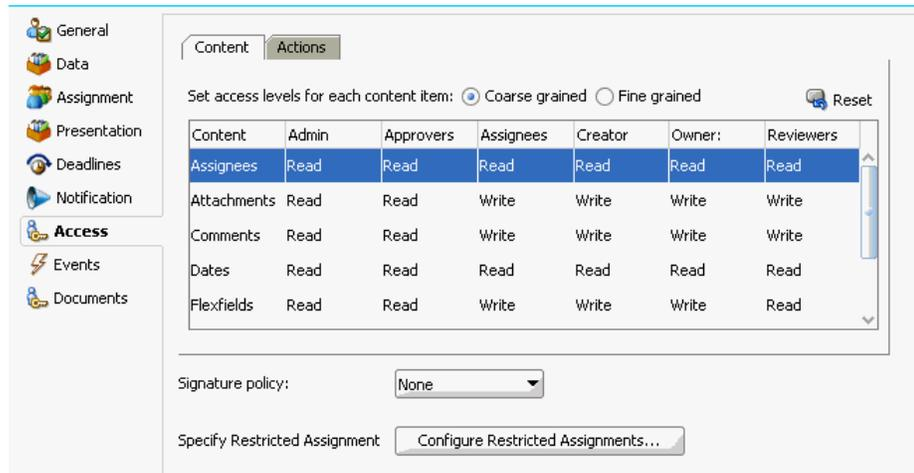 General
Data
Assignment
Presentation
Deadlines
Notification
Access
Events
Documents
Content Actions
Set access levels for each content item: Coarse grained Fine grained Reset
Content Admin Approvers Assignees Creator Owner: Reviewers
Assignees Read Read Read Read Read Read
Attachments Read Read Write Write Write Write
Comments Read Read Write Write Write Write
Dates Read Read Read Read Read Read
Flexfields Read Read Write Write Write Read
Signature policy: None
Specify Restricted Assignment Configure Restricted Assignments...